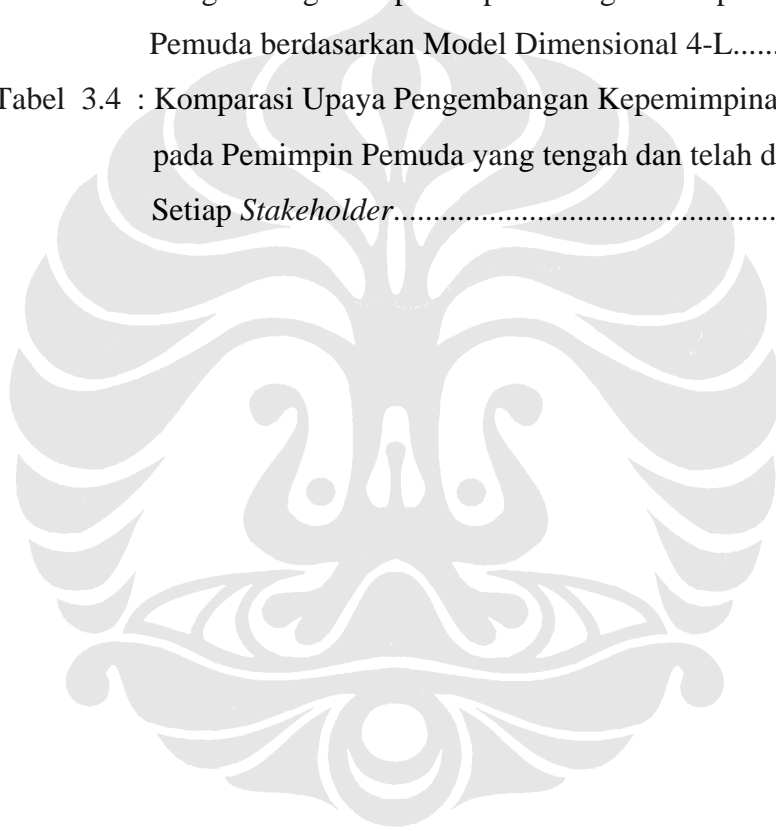 Pemuda berdasarkan Model Dimensional 4-L......
Tabel 3.4 : Komparasi Upaya Pengembangan Kepemimpina
pada Pemimpin Pemuda yang tengah dan telah d
Setiap Stakeholder................................................